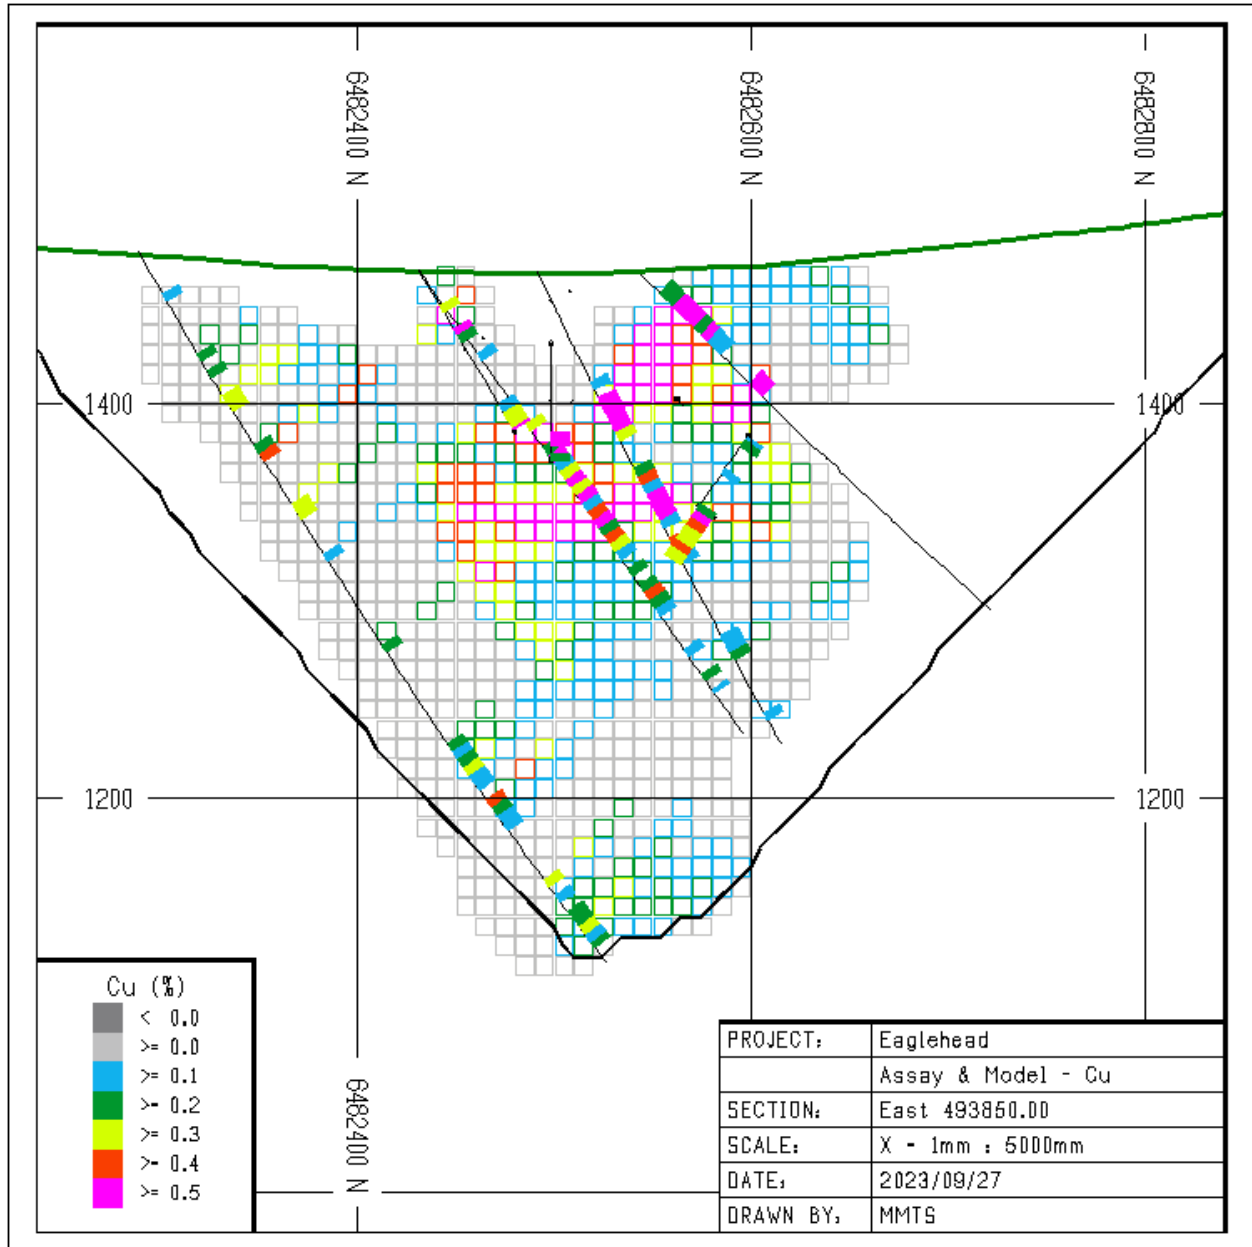 6482400 N
6482600 N
6482800 N
1400
1400
1200
1200
6482400 N
Cu (%)
< 0.0
>= 0.0
>= 0.1
>= 0.2
>= 0.3
>= 0.4
>= 0.5
PROJECT: Eaglehead
Assay & Model - Cu
SECTION: East 493850.00
SCALE: X - 1mm : 5000mm
DATE: 2023/09/27
DRAWN BY: MMTS